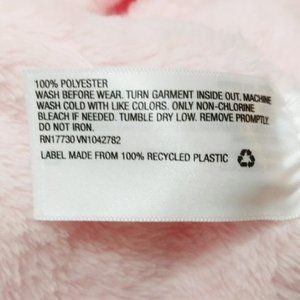 100% POLYESTER
WASH BEFORE WEAR. TURN GARMENT INSIDE OUT. MACHINE
WASH COLD WITH LIKE COLORS. ONLY NON-CHLORINE
BLEACH IF NEEDED. TUMBLE DRY LOW. REMOVE PROMPTLY.
DO NOT IRON.
RN17730 VN1042782
LABEL MADE FROM 100% RECYCLED PLASTIC